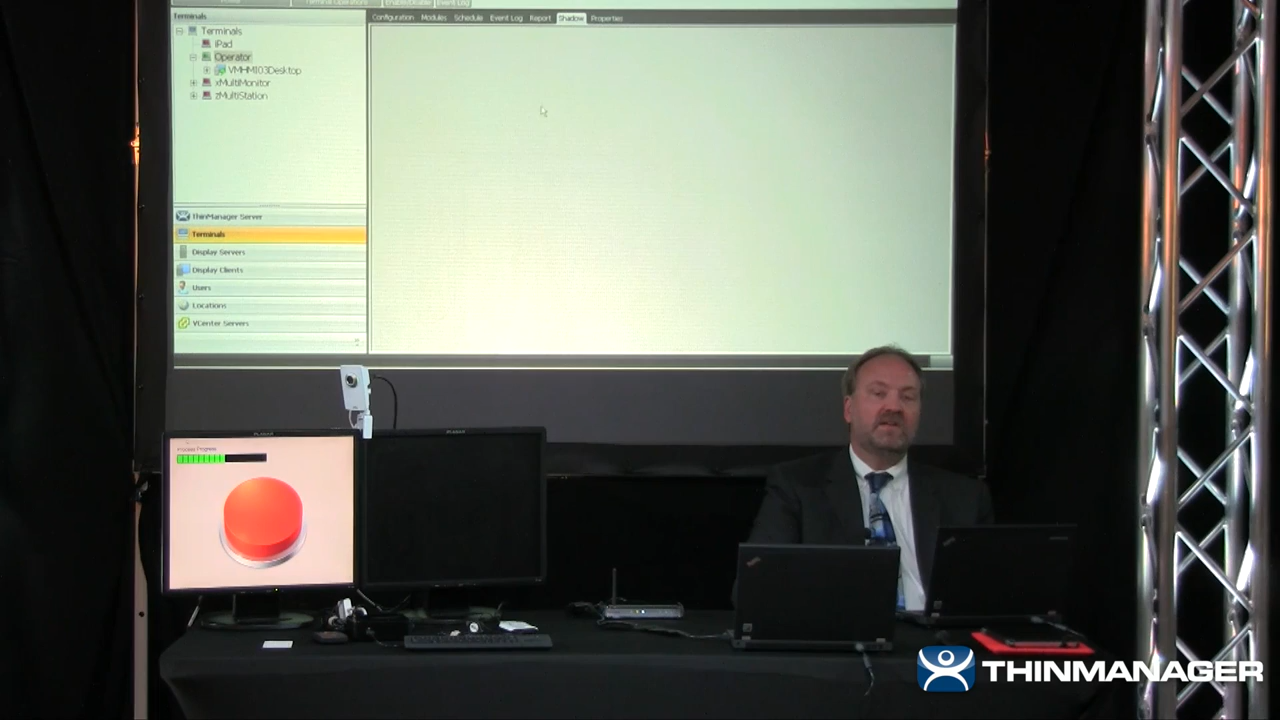 Terminals
Configuration Modules Schedule Event Log Report Shadow Properties
Terminals
iPad
Operator
VMHMI03Desktop
xMultiMonitor
zMultiStation
ThinManager Server
Terminals
Display Servers
Display Clients
Users
Locations
VCenter Servers
Process Progress
THINMANAGER